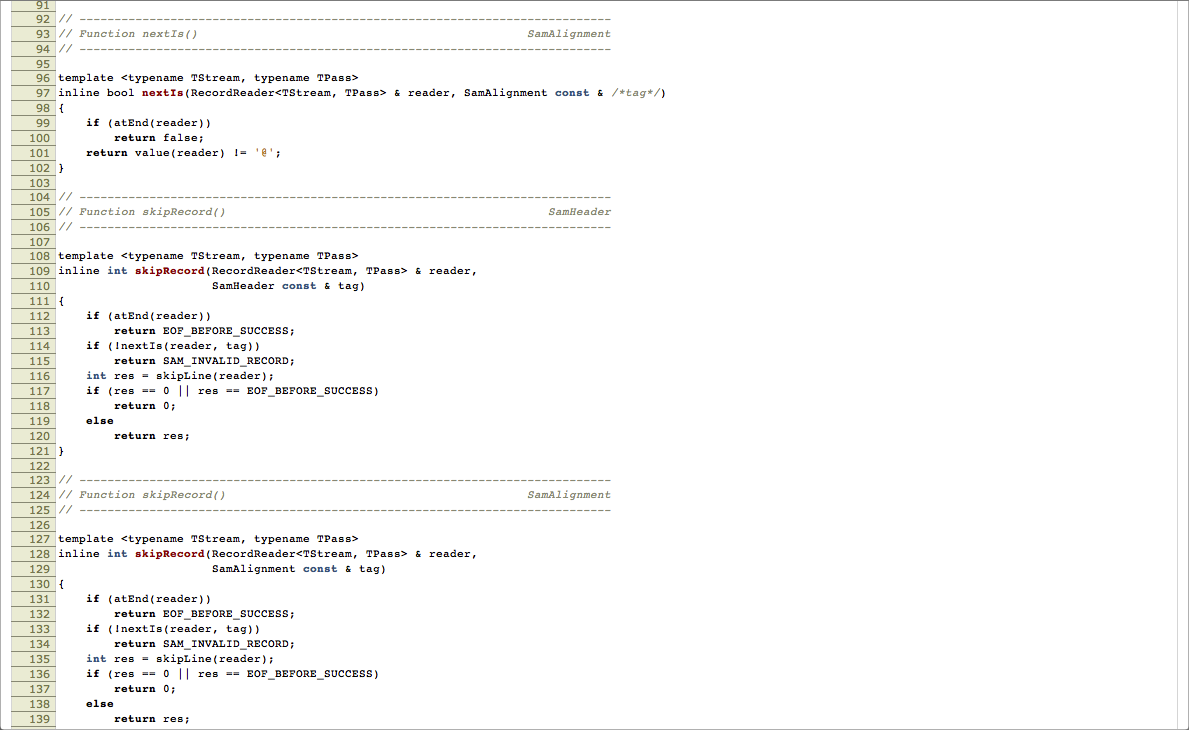 91
92 // ----------------------------------------------------------------------------
93 // Function nextIs() SamAlignment
94 // ----------------------------------------------------------------------------
95
96 template <typename TStream, typename TPass>
97 inline bool nextIs(RecordReader<TStream, TPass> & reader, SamAlignment const & /*tag*/)
98 {
99     if (atEnd(reader))
100         return false;
101     return value(reader) != '@';
102 }
103
104 // ----------------------------------------------------------------------------
105 // Function skipRecord() SamHeader
106 // ----------------------------------------------------------------------------
107
108 template <typename TStream, typename TPass>
109 inline int skipRecord(RecordReader<TStream, TPass> & reader,
110                       SamHeader const & tag)
111 {
112     if (atEnd(reader))
113         return EOF_BEFORE_SUCCESS;
114     if (!nextIs(reader, tag))
115         return SAM_INVALID_RECORD;
116     int res = skipLine(reader);
117     if (res == 0 || res == EOF_BEFORE_SUCCESS)
118         return 0;
119     else
120         return res;
121 }
122
123 // ----------------------------------------------------------------------------
124 // Function skipRecord() SamAlignment
125 // ----------------------------------------------------------------------------
126
127 template <typename TStream, typename TPass>
128 inline int skipRecord(RecordReader<TStream, TPass> & reader,
129                       SamAlignment const & tag)
130 {
131     if (atEnd(reader))
132         return EOF_BEFORE_SUCCESS;
133     if (!nextIs(reader, tag))
134         return SAM_INVALID_RECORD;
135     int res = skipLine(reader);
136     if (res == 0 || res == EOF_BEFORE_SUCCESS)
137         return 0;
138     else
139         return res;